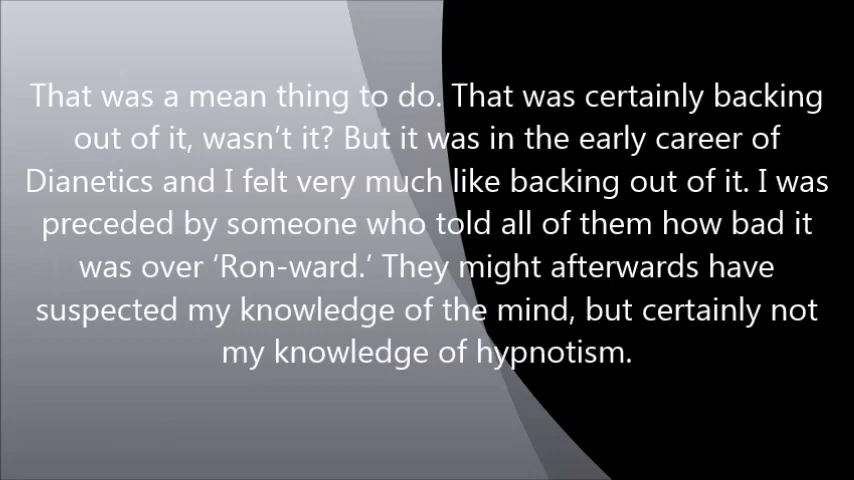 That was a mean thing to do. That was certainly backing
out of it, wasn’t it? But it was in the early career of
Dianetics and I felt very much like backing out of it. I was
preceded by someone who told all of them how bad it
was over ‘Ron-ward.’ They might afterwards have
suspected my knowledge of the mind, but certainly not
my knowledge of hypnotism.